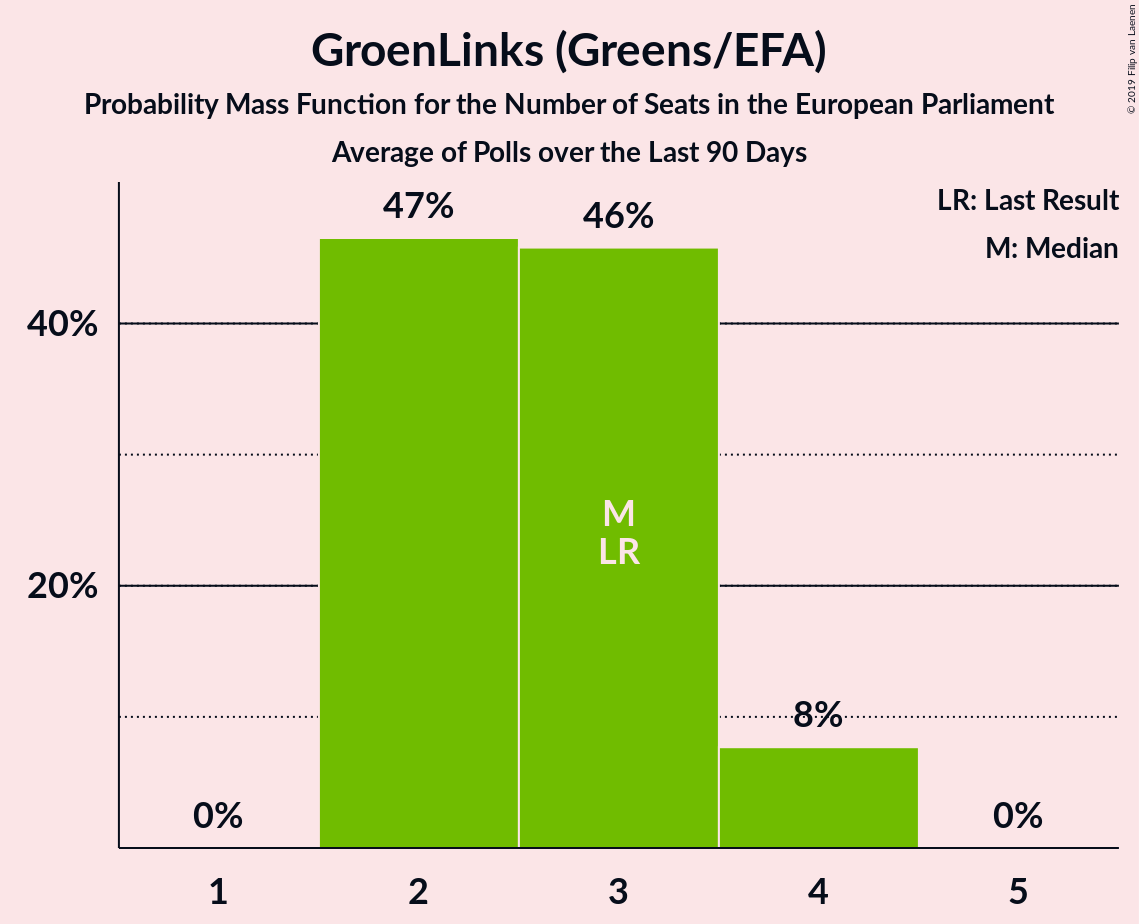 GroenLinks (Greens/EFA)
Probability Mass Function for the Number of Seats in the European Parliament
Average of Polls over the Last 90 Days
© 2019 Filip van Laenen
LR: Last Result
M: Median
47%
46%
40%
M
LR
20%
8%
0%
0%
1
2
3
4
5